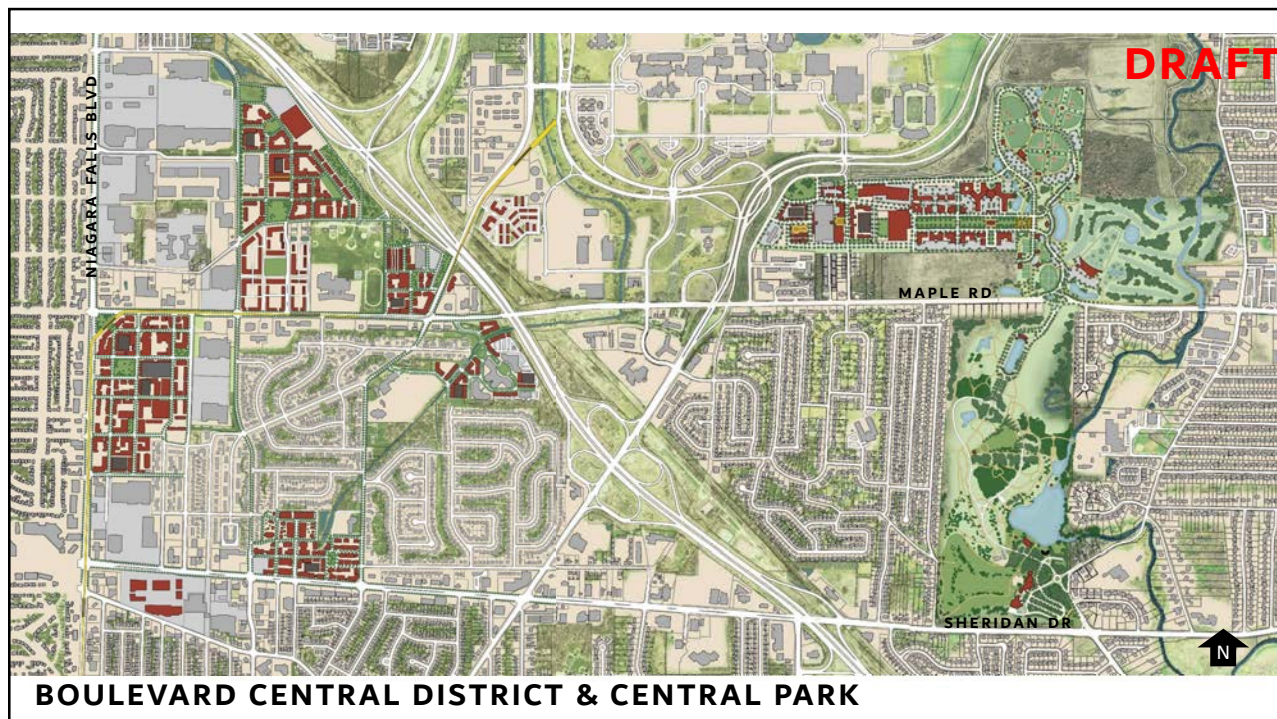 DRAFT
NIAGARA FALLS BLVD
MAPLE RD
SHERIDAN DR
N
BOULEVARD CENTRAL DISTRICT & CENTRAL PARK